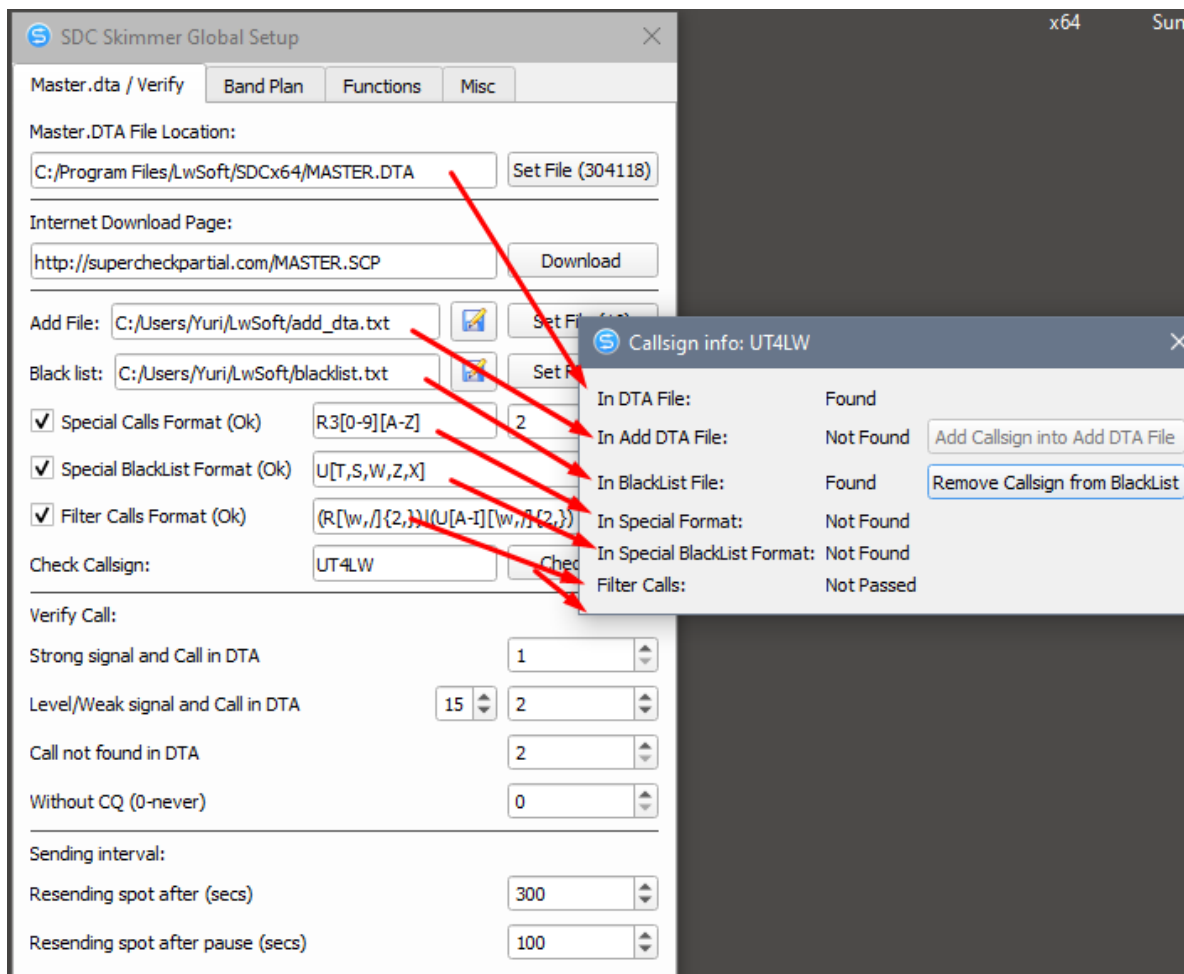 x64 Sun
SDC Skimmer Global Setup
Master.dta / Verify Band Plan Functions Misc
Master.DTA File Location:
C:/Program Files/LwSoft/SDCx64/MASTER.DTA Set File (304118)
Internet Download Page:
http://supercheckpartial.com/MASTER.SCP Download
Add File: C:/Users/Yuri/LwSoft/add_dta.txt Set
Black list: C:/Users/Yuri/LwSoft/blacklist.txt Set
Special Calls Format (Ok) R3[0-9][A-Z] 2
Special BlackList Format (Ok) U[T,S,W,Z,X]
Filter Calls Format (Ok) (R[\w,/]{2,})|(U[A-I][\w,/]{2,})
Check Callsign: UT4LW
Verify Call:
Strong signal and Call in DTA 1
Level/Weak signal and Call in DTA 15 2
Call not found in DTA 2
Without CQ (0-never) 0
Sending interval:
Resending spot after (secs) 300
Resending spot after pause (secs) 100
Callsign info: UT4LW
In DTA File: Found
In Add DTA File: Not Found Add Callsign into Add DTA File
In BlackList File: Found Remove Callsign from BlackList
In Special Format: Not Found
In Special BlackList Format: Not Found
Filter Calls: Not Passed